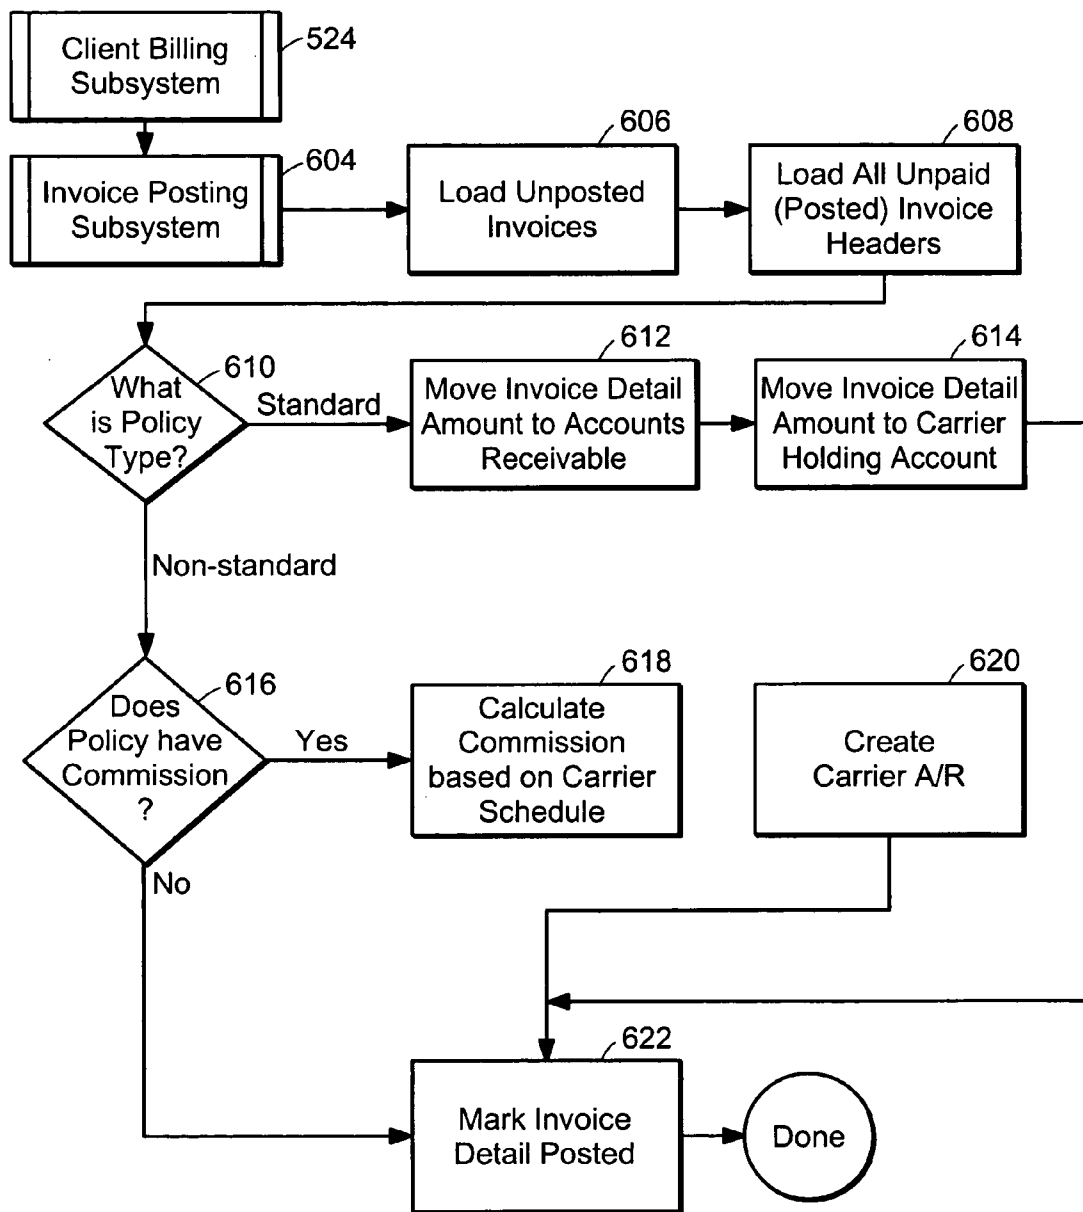 Client Billing
Subsystem
524
Invoice Posting
Subsystem
604
Load Unposted
Invoices
606
Load All Unpaid
(Posted) Invoice
Headers
608
What
is Policy
Type?
610
Standard
Move Invoice Detail
Amount to Accounts
Receivable
612
Move Invoice Detail
Amount to Carrier
Holding Account
614
Non-standard
Does
Policy have
Commission
?
616
Yes
Calculate
Commission
based on Carrier
Schedule
618
Create
Carrier A/R
620
No
Mark Invoice
Detail Posted
622
Done